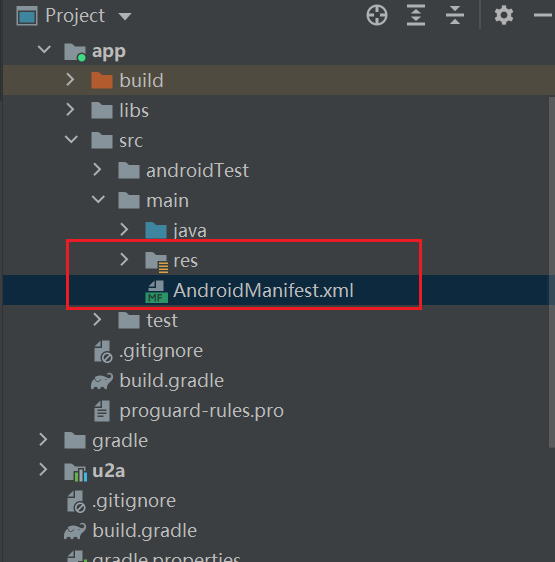 Project
app
build
libs
src
androidTest
main
java
res
MF AndroidManifest.xml
test
.gitignore
build.gradle
proguard-rules.pro
gradle
u2a
.gitignore
build.gradle
gradle.properties